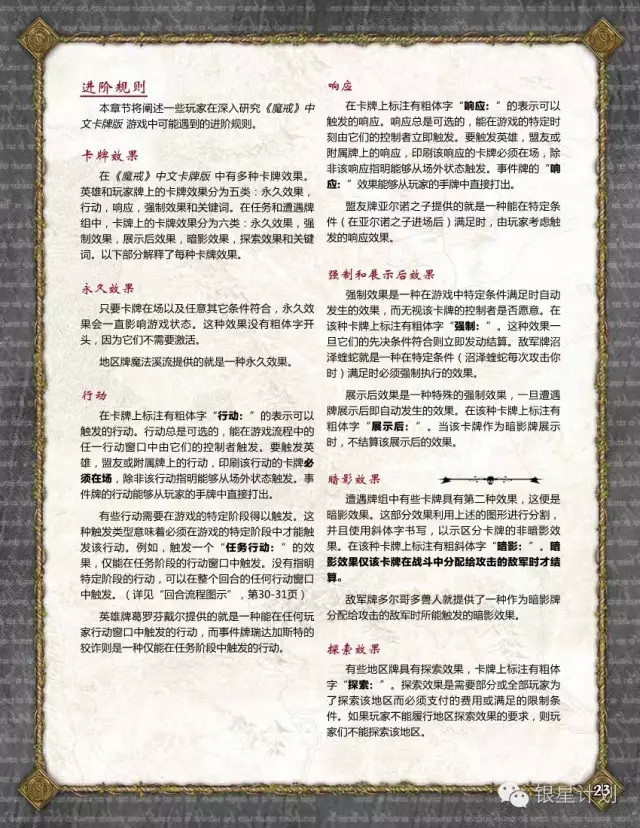 进阶规则
本章节将阐述一些玩家在深入研究《魔戒》中
文卡牌版 游戏中可能遇到的进阶规则。
卡牌效果
在《魔戒》中文卡牌版 中有多种卡牌效果。
英雄和玩家牌上的卡牌效果分为五类：永久效果，
行动，响应，强制效果和关键词。在任务和遭遇牌
组中，卡牌上的卡牌效果分为六类：永久效果，强
制效果，展示后效果，暗影效果，探索效果和关键
词。以下部分解释了每种卡牌效果。
永久效果
只要卡牌在场以及任意其它条件符合，永久效
果会一直影响游戏状态。这种效果没有粗体字开
头，因为它们不需要激活。
地区牌魔法溪流提供的就是一种永久效果。
行动
在卡牌上标注有粗体字“行动：”的表示可以
触发的行动。行动总是可选的，能在游戏流程中的
任一行动窗口中由它们的控制者触发。要触发英
雄，盟友或附属牌上的行动，印刷该行动的卡牌必
须在场，除非该行动指明能够从场外状态触发。事
件牌的行动能够从玩家的手牌中直接打出。
有些行动需要在游戏的特定阶段得以触发。这
种触发类型意味着必须在游戏的特定阶段中才能触
发该行动。例如，触发一个“任务行动：”的效
果，仅能在任务阶段的行动窗口中触发。没有指明
特定阶段的行动，可以在整个回合的任何行动窗口
中触发。（详见“回合流程图示”，第30-31页）
英雄牌葛罗芬戴尔提供的就是一种能在任何玩
家行动窗口中触发的行动，而事件牌瑞达加斯特的
狡诈则是一种仅能在任务阶段中触发的行动。
响应
在卡牌上标注有粗体字“响应：”的表示可以
触发的响应。响应总是可选的，能在游戏的特定时
刻由它们的控制者立即触发。要触发英雄，盟友或
附属牌上的响应，印刷该响应的卡牌必须在场，除
非该响应指明能够从场外状态触发。事件牌的“响
应：”效果能够从玩家的手牌中直接打出。
盟友牌亚尔诺之子提供的就是一种能在特定条
件（在亚尔诺之子进场后）满足时，由玩家考虑触
发的响应效果。
强制和展示后效果
强制效果是一种在游戏中特定条件满足时自动
发生的效果，而无视该卡牌的控制者是否愿意。在
该种卡牌上标注有粗体字“强制：”。这种效果一
旦它们的先决条件符合则立即发动结算。敌军牌沼
泽蝰蛇就是一种在特定条件（沼泽蝰蛇每次攻击你
时）满足时必须强制执行的效果。
展示后效果是一种特殊的强制效果，一旦遭遇
牌展示后即自动发生的效果。在该种卡牌上标注有
粗体字“展示后：”。当该卡牌作为暗影牌展示
时，不结算该展示后的效果。
暗影效果
遭遇牌组中有些卡牌具有第二种效果，这便是
暗影效果。这部分效果利用上述的图形进行分割，
并且使用斜体字书写，以示区分卡牌的非暗影效
果。在该种卡牌上标注有粗斜体字“暗影：”。暗
影效果仅该卡牌在战斗中分配给攻击的敌军时才结
算。
敌军牌多尔哥多兽人就提供了一种作为暗影牌
分配给攻击的敌军时所能触发的暗影效果。
探索效果
有些地区牌具有探索效果，卡牌上标注有粗体
字“探索：”。探索效果是需要部分或全部玩家为
了探索该地区而必须支付的费用或满足的限制条
件。如果玩家不能履行地区探索效果的要求，则玩
家们不能探索该地区。
23
银星计划